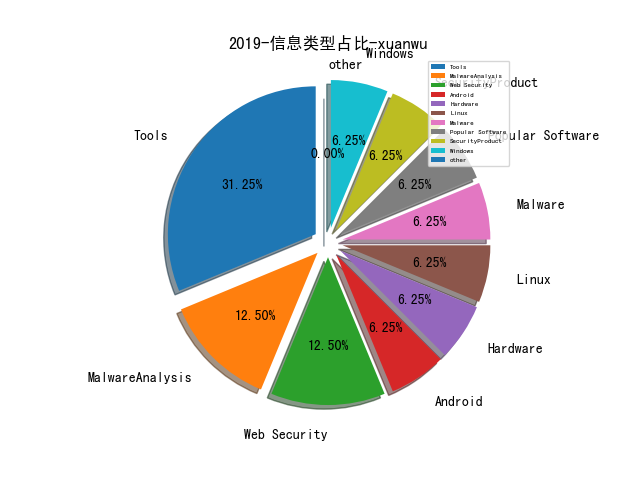 2019-信息类型占比-xuanwu
Windows
other
Tools
MalwareAnalysis
Web Security
Android
Hardware
Linux
Malware
Popular Software
SecurityProduct
Windows
other
SecurityProduct
Popular Software
Tools
6.25%
0.00%
6.25%
31.25%
6.25%
Malware
6.25%
6.25%
Linux
6.25%
12.50%
6.25%
12.50%
Hardware
MalwareAnalysis
Android
Web Security